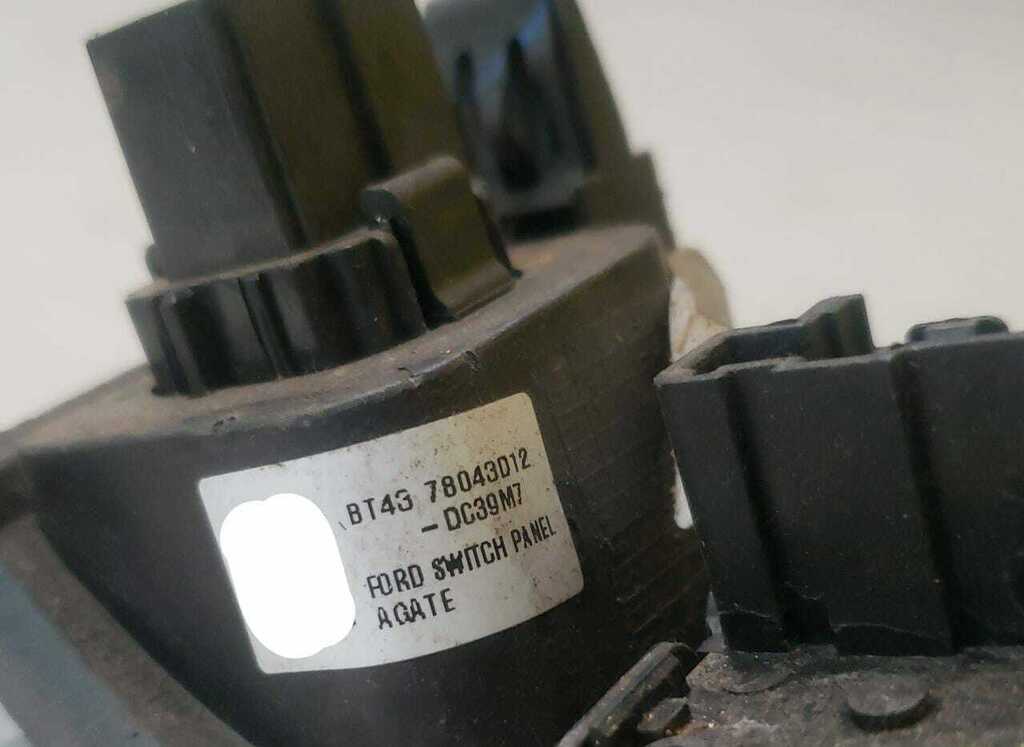 BT43 78043D12
-DC39M7
FORD SWITCH PANEL
AGATE